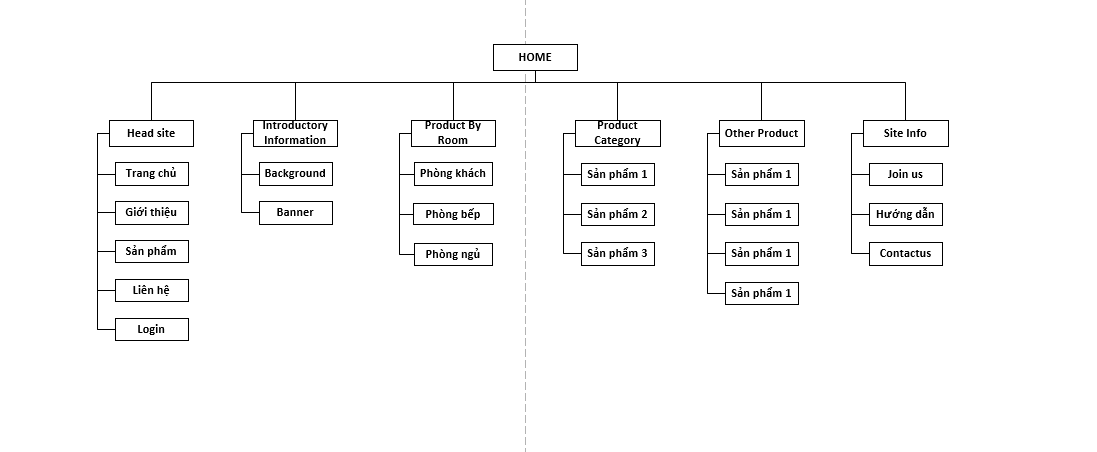 HOME
Head site
Trang chủ
Giới thiệu
Sản phẩm
Liên hệ
Login
Introductory
Information
Background
Banner
Product By
Room
Phòng khách
Phòng bếp
Phòng ngủ
Product
Category
Sản phẩm 1
Sản phẩm 2
Sản phẩm 3
Other Product
Sản phẩm 1
Sản phẩm 1
Sản phẩm 1
Sản phẩm 1
Site Info
Join us
Hướng dẫn
Contactus